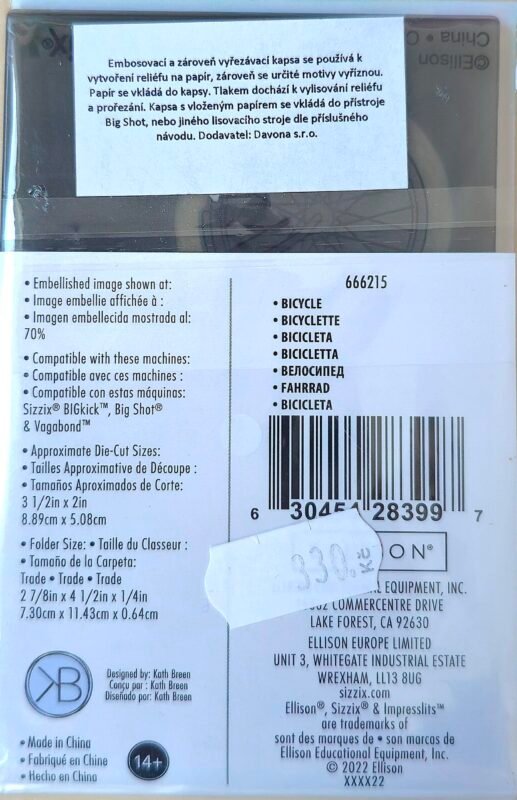 ©Ellison
China • C
Embosovací a zároveň vyřezávací kapsa se používá k
vytvoření reliéfu na papír, zároveň se určité motivy vyříznou.
Papír se vkládá do kapsy. Tlakem dochází k vylisování reliéfu
a prořezání. Kapsa s vloženým papírem se vkládá do přístroje
Big Shot, nebo jiného lisovacího stroje dle příslušného
návodu. Dodavatel: Davona s.r.o.
• Embellished image shown at:
• Image embellie affichée à :
• Imagen embellecida mostrada al:
70%
• Compatible with these machines:
• Compatible avec ces machines :
• Compatible con estas máquinas:
Sizzix® BIGkick™, Big Shot®
& Vagabond™
• Approximate Die-Cut Sizes:
• Tailles Approximative de Découpe :
• Tamaños Aproximados de Corte:
3 1/2in x 2in
8.89cm x 5.08cm
• Folder Size: • Taille du Classeur :
• Tamaño de la Carpeta:
Trade • Trade • Trade
2 7/8in x 4 1/2in x 1/4in
7.30cm x 11.43cm x 0.64cm
KB
Designed by: Kath Breen
Conçu par : Kath Breen
Diseñado por: Kath Breen
• Made in China
• Fabriqué en Chine
• Hecho en China
14+
666215
• BICYCLE
• BICYCLETTE
• BICICLETA
• BICICLETTA
• ВЕЛОСИПЕД
• FAHRRAD
• BICICLETA
6 30454 28399 7
330.- Kč
ON®
EQUIPMENT, INC.
COMMERCENTRE DRIVE
LAKE FOREST, CA 92630
ELLISON EUROPE LIMITED
UNIT 3, WHITEGATE INDUSTRIAL ESTATE
WREXHAM, LL13 8UG
sizzix.com
Ellison®, Sizzix® & Impresslits™
are trademarks of
sont des marques de • son marcas de
Ellison Educational Equipment, Inc.
© 2022 Ellison
XXXX22